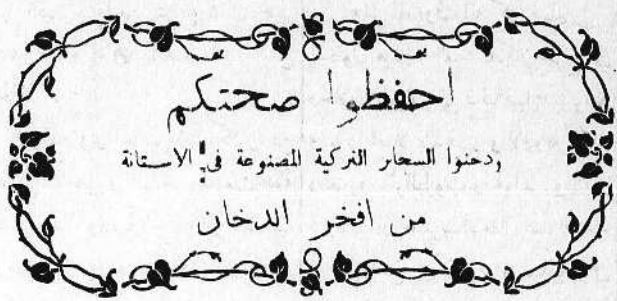 احفظوا صحتكم
ودخنوا السجاير التركية المصنوعة في الاستانة
من افخر الدخان